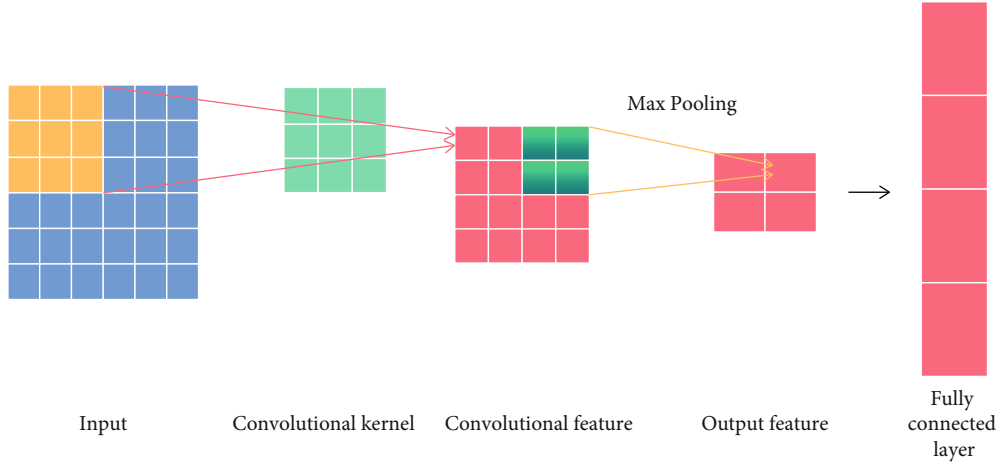 Max Pooling
Input
Convolutional kernel
Convolutional feature
Output feature
Fully
connected
layer